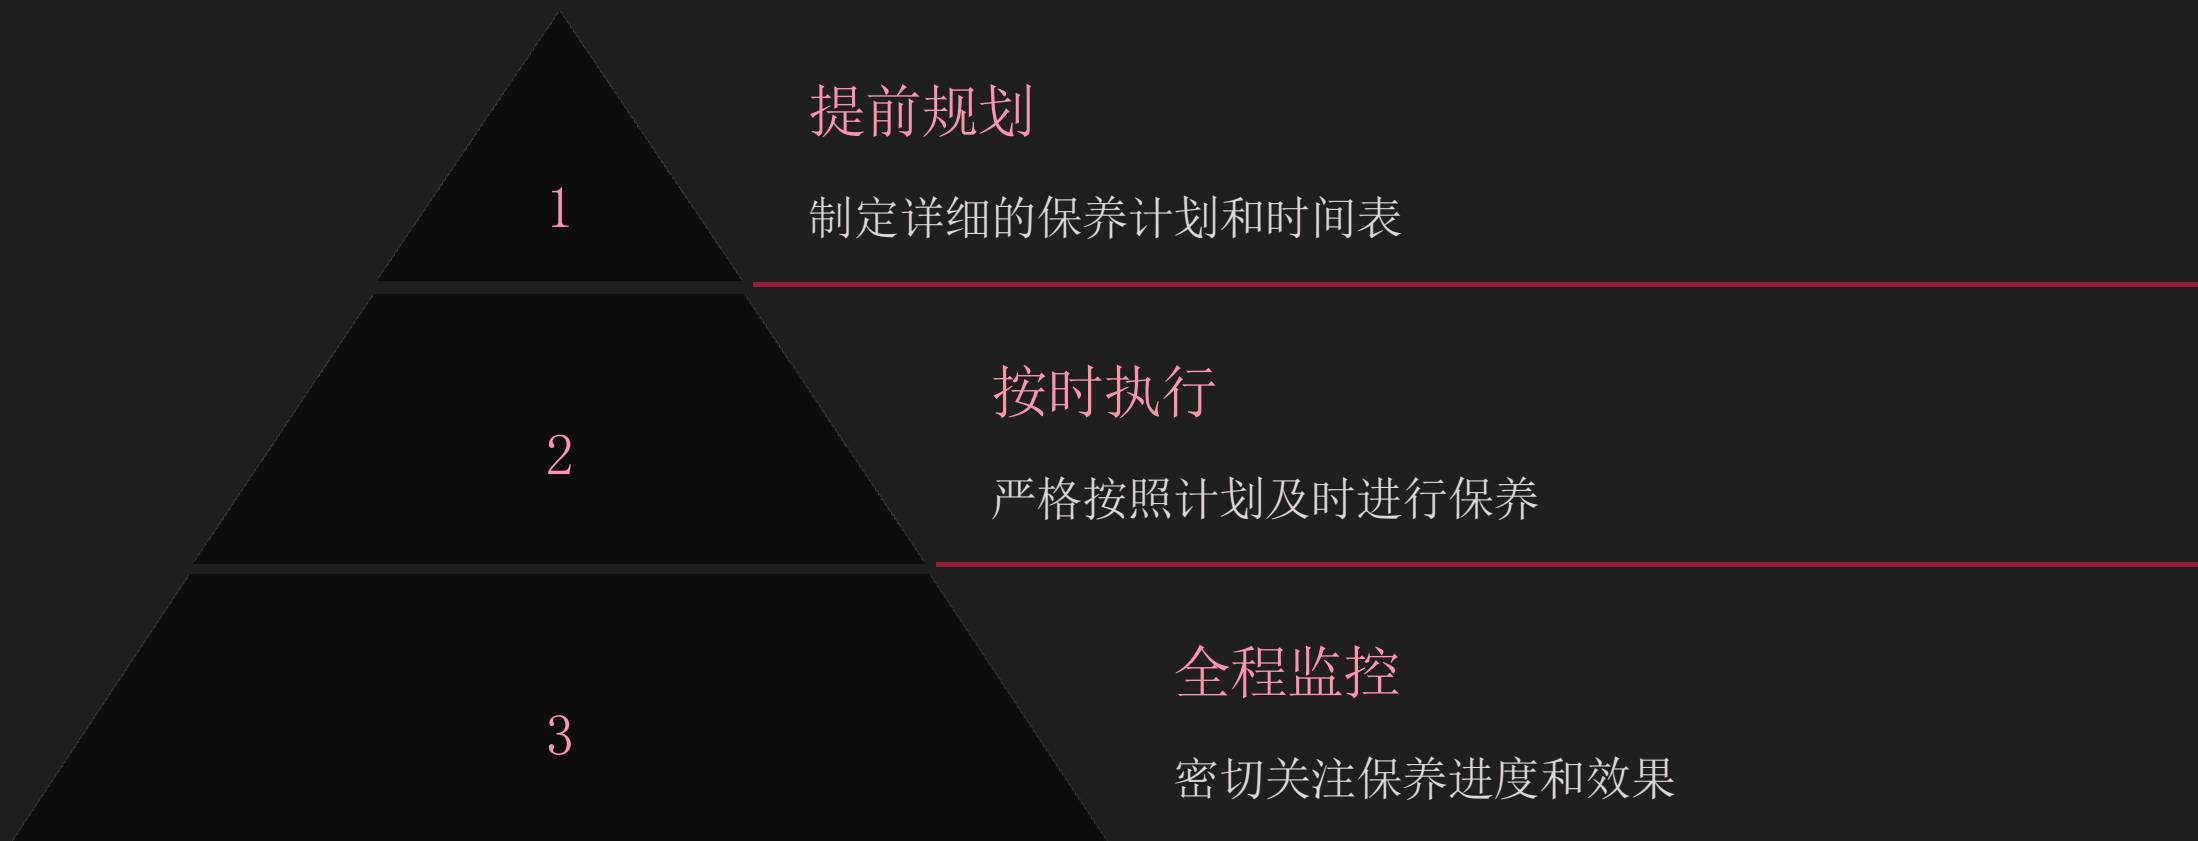 提前规划
1
制定详细的保养计划和时间表
按时执行
2
严格按照计划及时进行保养
全程监控
3
密切关注保养进度和效果